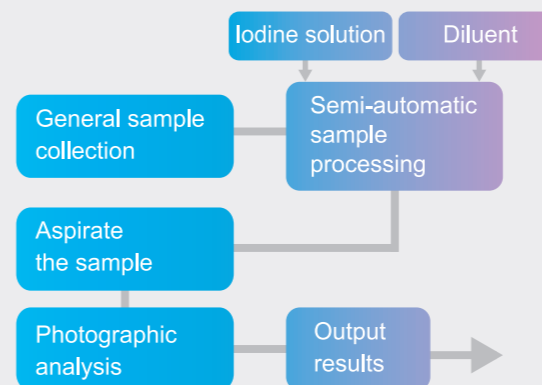 Iodine solution
Diluent
General sample
collection
Semi-automatic
sample
processing
Aspirate
the sample
Photographic
analysis
Output
results